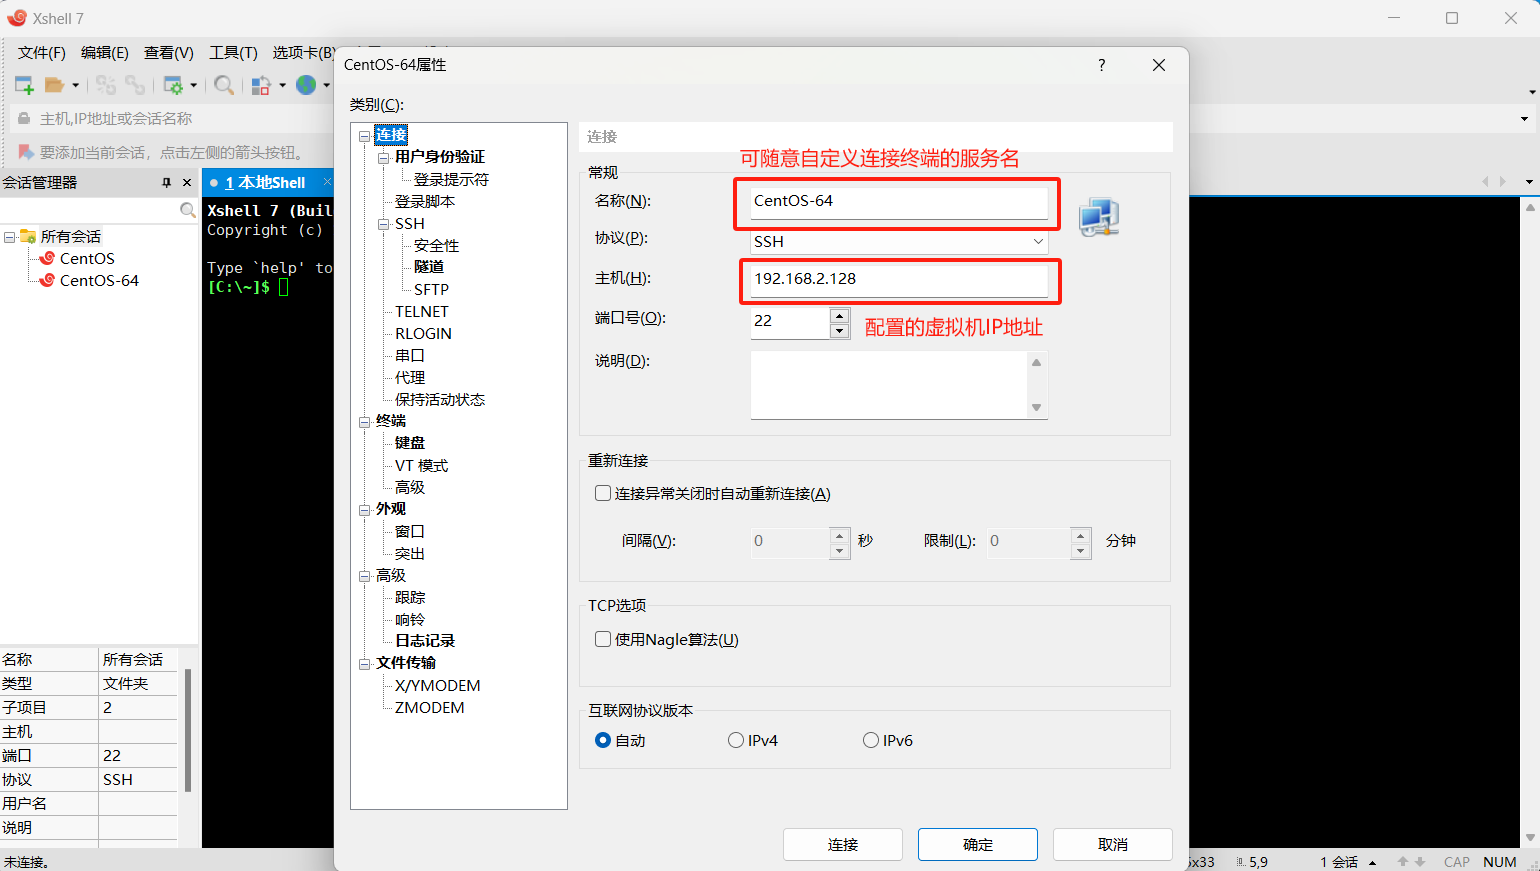 Xshell 7
文件(F) 编辑(E) 查看(V) 工具(T) 选项卡(B)
主机,IP地址或会话名称
要添加当前会话，点击左侧的箭头按钮。
会话管理器
所有会话
CentOS
CentOS-64
名称 所有会话
类型 文件夹
子项目 2
主机
端口 22
协议 SSH
用户名
说明
未连接。
1 本地Shell
Xshell 7 (Buil
Copyright (c)
Type `help' to
[C:\~]$
CentOS-64属性
?
类别(C):
连接
用户身份验证
登录提示符
登录脚本
SSH
安全性
隧道
SFTP
TELNET
RLOGIN
串口
代理
保持活动状态
终端
键盘
VT 模式
高级
外观
窗口
突出
高级
跟踪
响铃
日志记录
文件传输
X/YMODEM
ZMODEM
连接
可随意自定义连接终端的服务名
常规
名称(N): CentOS-64
协议(P): SSH
主机(H): 192.168.2.128
端口号(O): 22
配置的虚拟机IP地址
说明(D):
重新连接
连接异常关闭时自动重新连接(A)
间隔(V): 0 秒 限制(L): 0 分钟
TCP选项
使用Nagle算法(U)
互联网协议版本
自动 IPv4 IPv6
连接 确定 取消
x33 5,9 1 会话 CAP NUM